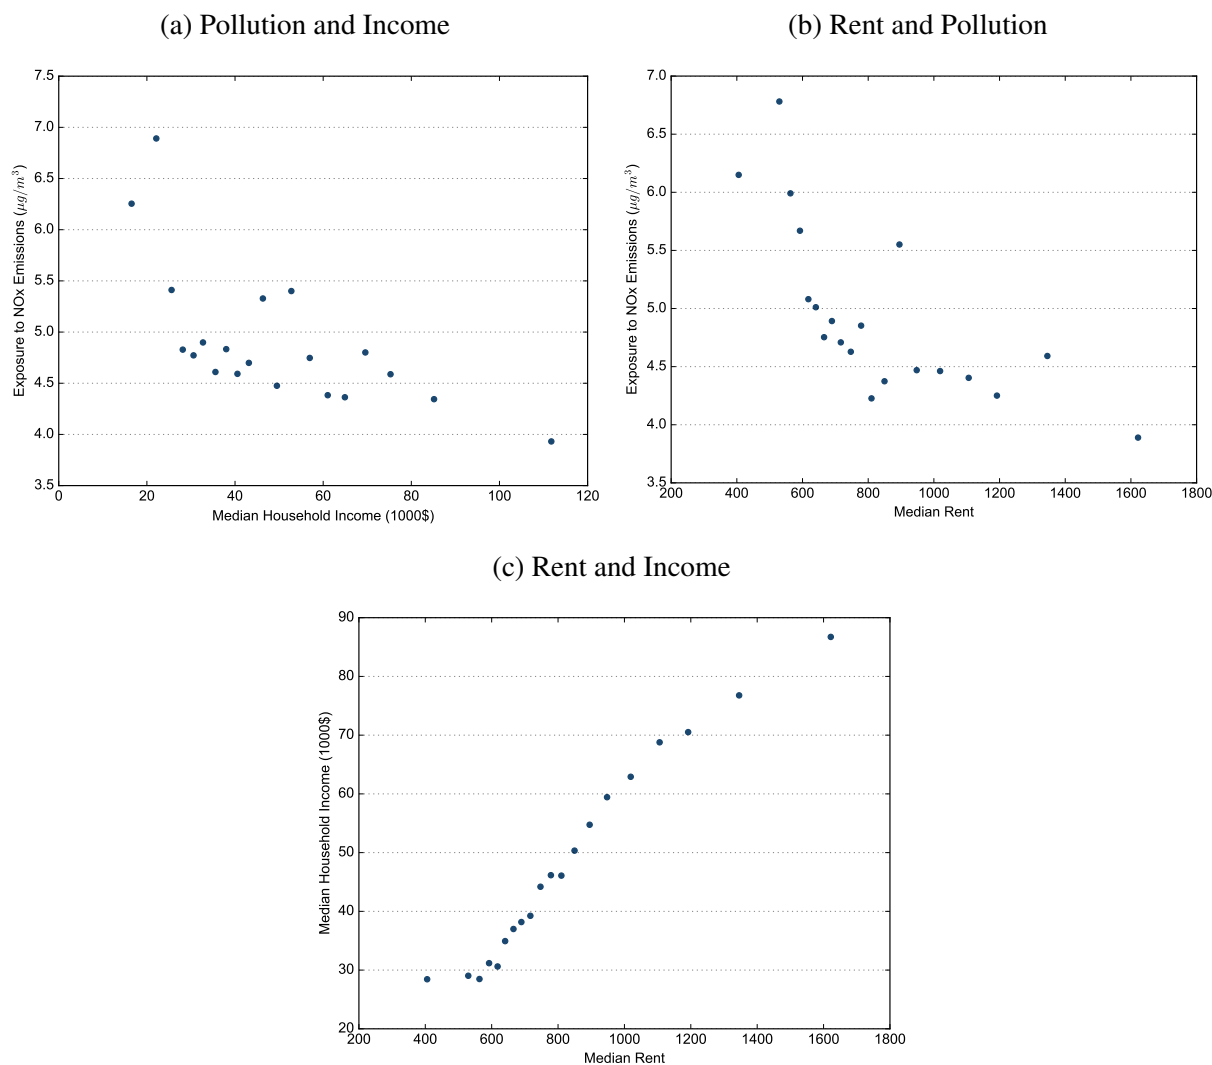 (a) Pollution and Income
7.5
7.0
6.5
6.0
5.5
5.0
4.5
4.0
3.5
Exposure to NOx Emissions (μg/m³)
0 20 40 60 80 100 120
Median Household Income (1000$)
(b) Rent and Pollution
7.0
6.5
6.0
5.5
5.0
4.5
4.0
3.5
Exposure to NOx Emissions (μg/m³)
200 400 600 800 1000 1200 1400 1600 1800
Median Rent
(c) Rent and Income
90
80
70
60
50
40
30
20
Median Household Income (1000$)
200 400 600 800 1000 1200 1400 1600 1800
Median Rent